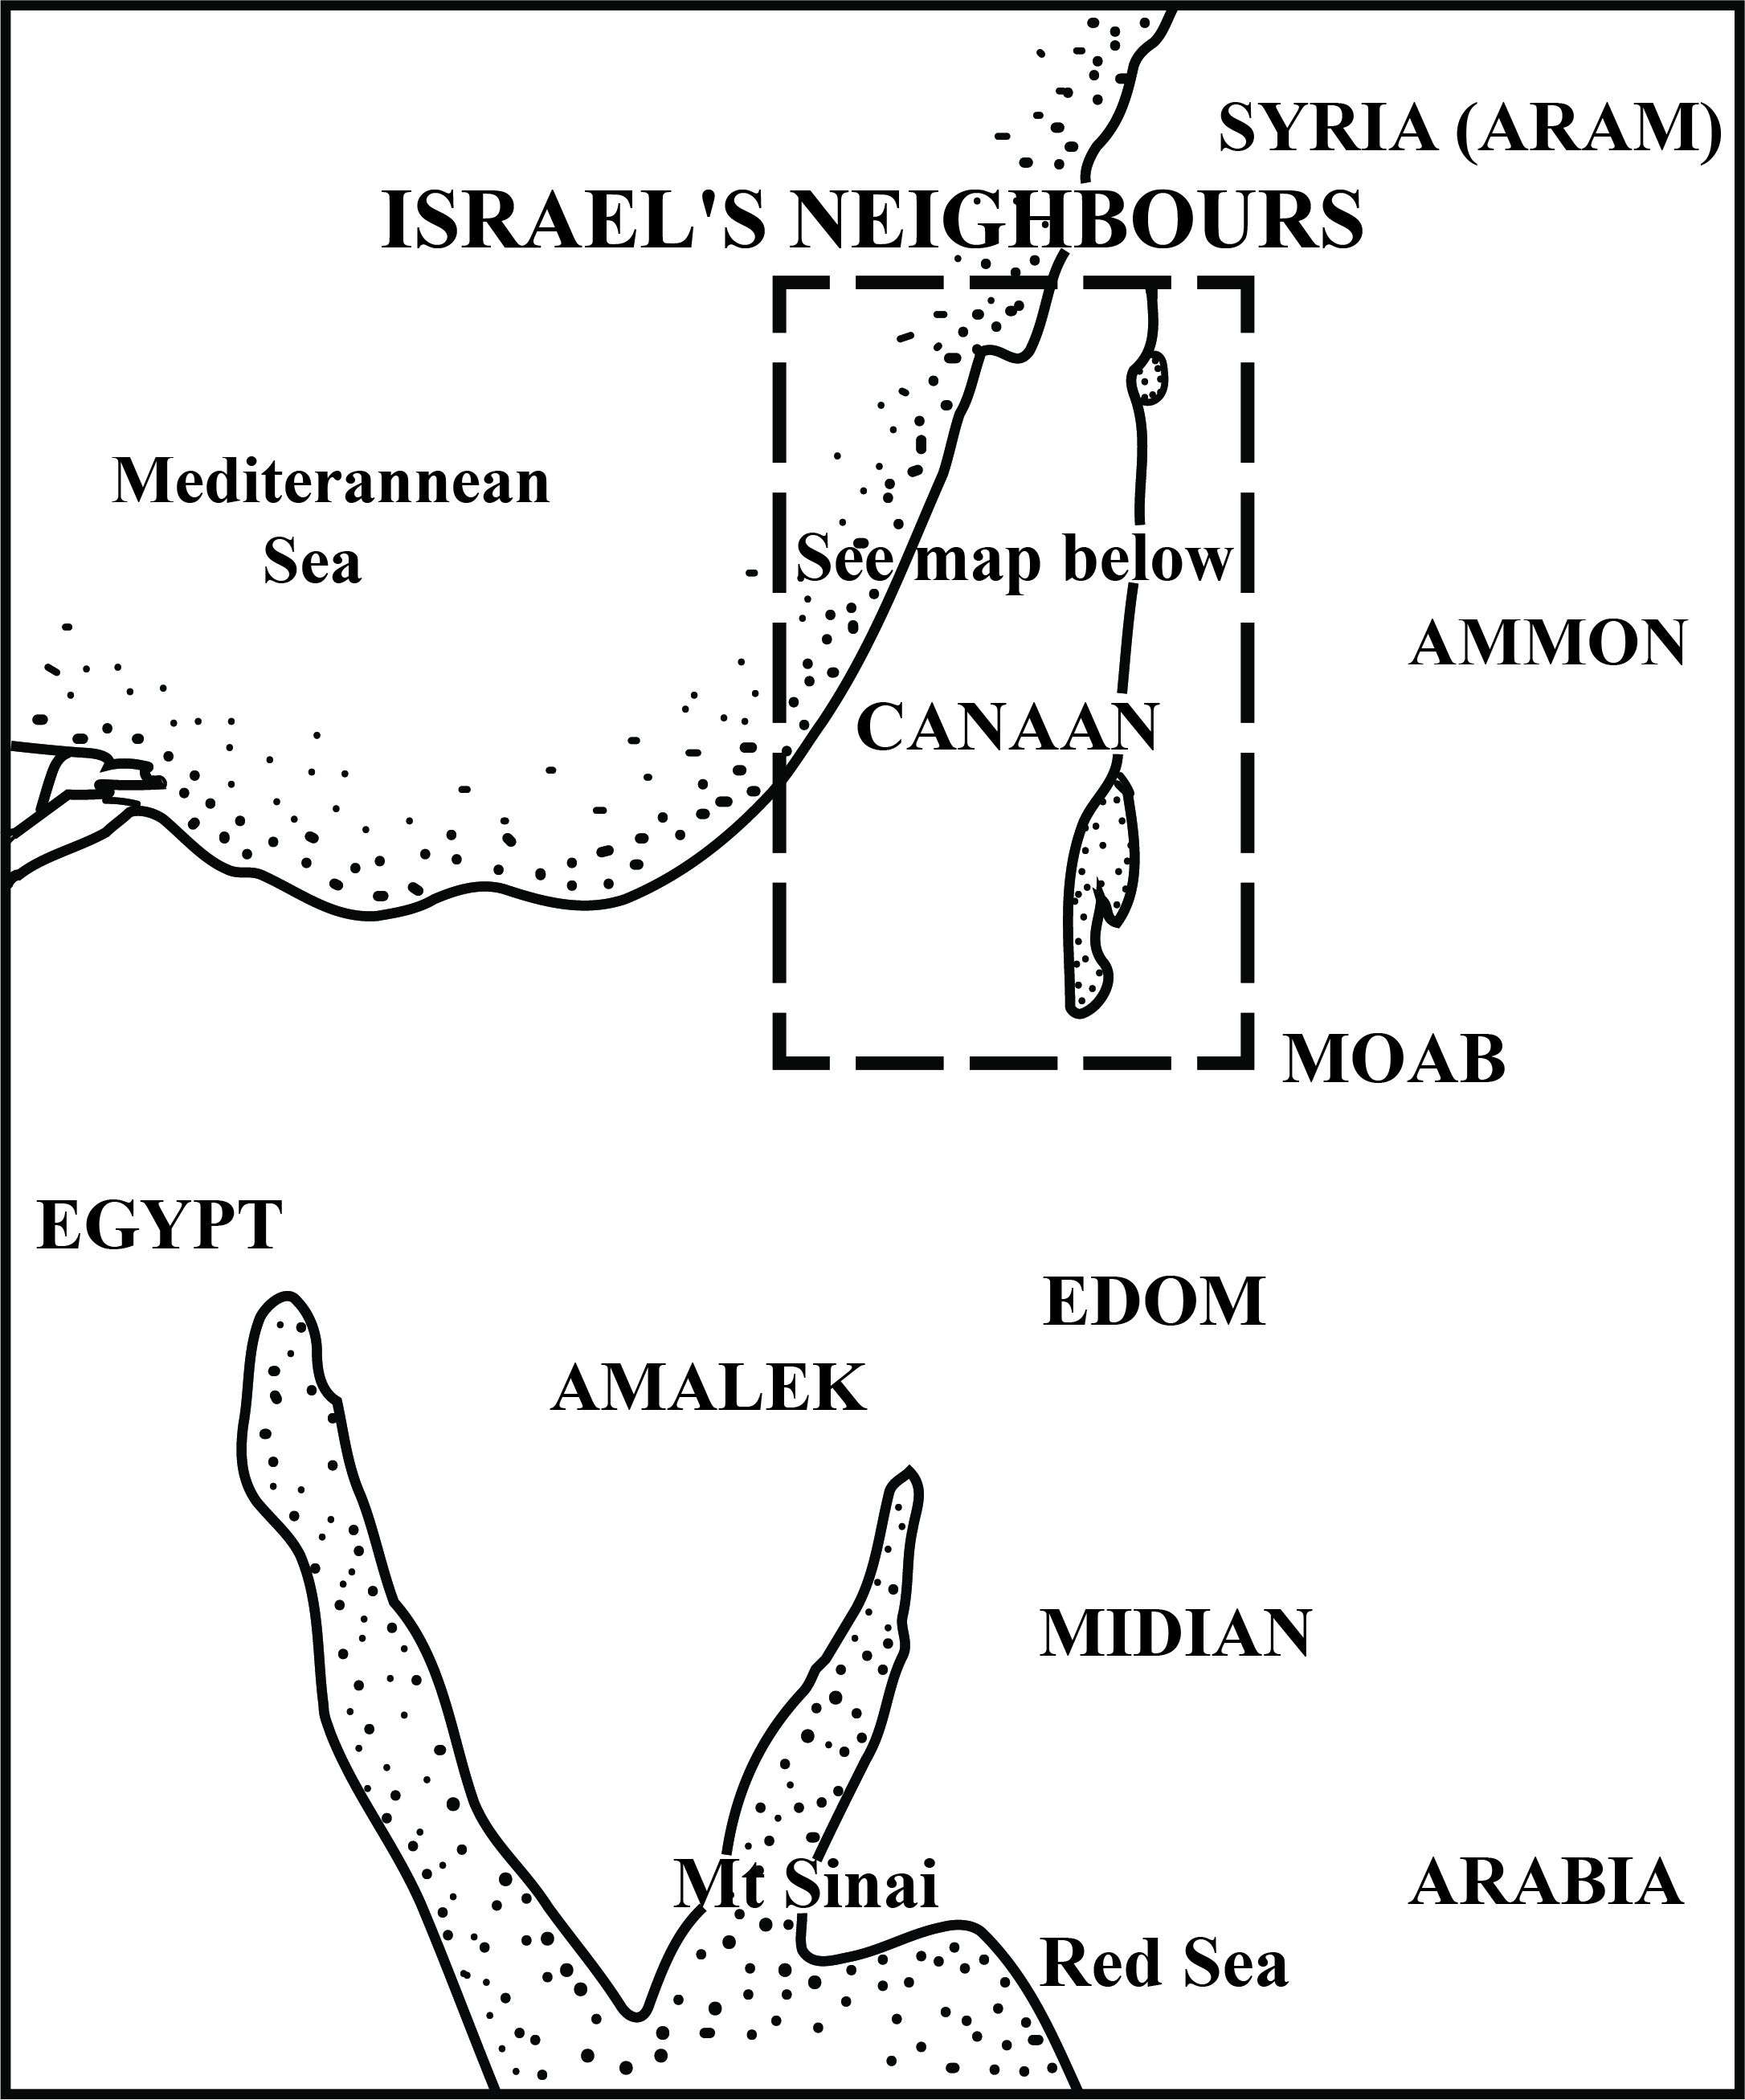 SYRIA (ARAM)
ISRAEL'S NEIGHBOURS
Mediterannean
Sea
See map below
AMMON
CANAAN
MOAB
EGYPT
EDOM
AMALEK
MIDIAN
Mt Sinai
ARABIA
Red Sea